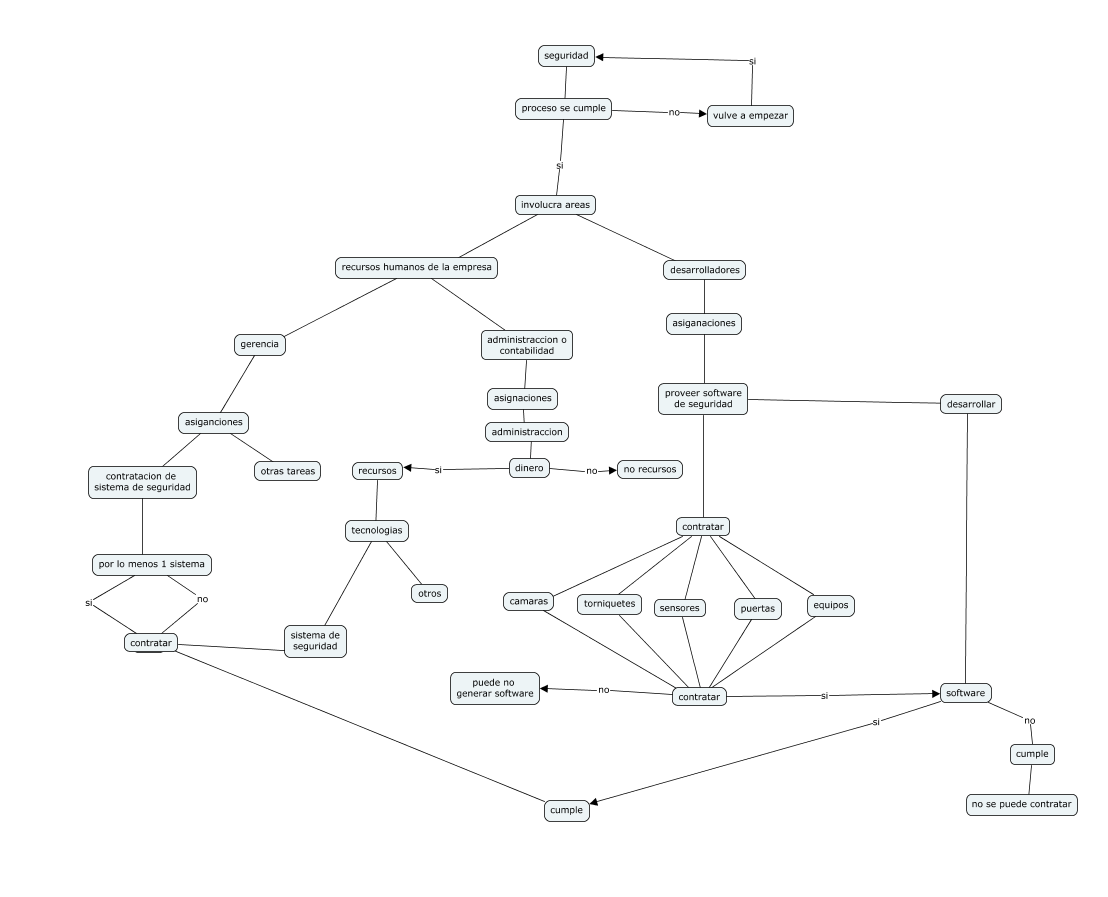 seguridad
si
proceso se cumple
no
vulve a empezar
si
involucra areas
recursos humanos de la empresa
desarrolladores
asiganaciones
gerencia
administraccion o
contabilidad
asignaciones
proveer software
de seguridad
desarrollar
asiganciones
administraccion
contratacion de
sistema de seguridad
otras tareas
recursos
si
dinero
no
no recursos
tecnologias
contratar
por lo menos 1 sistema
otros
si
no
camaras
torniquetes
sensores
puertas
equipos
contratar
sistema de
seguridad
puede no
generar software
no
contratar
si
software
si
no
cumple
cumple
no se puede contratar